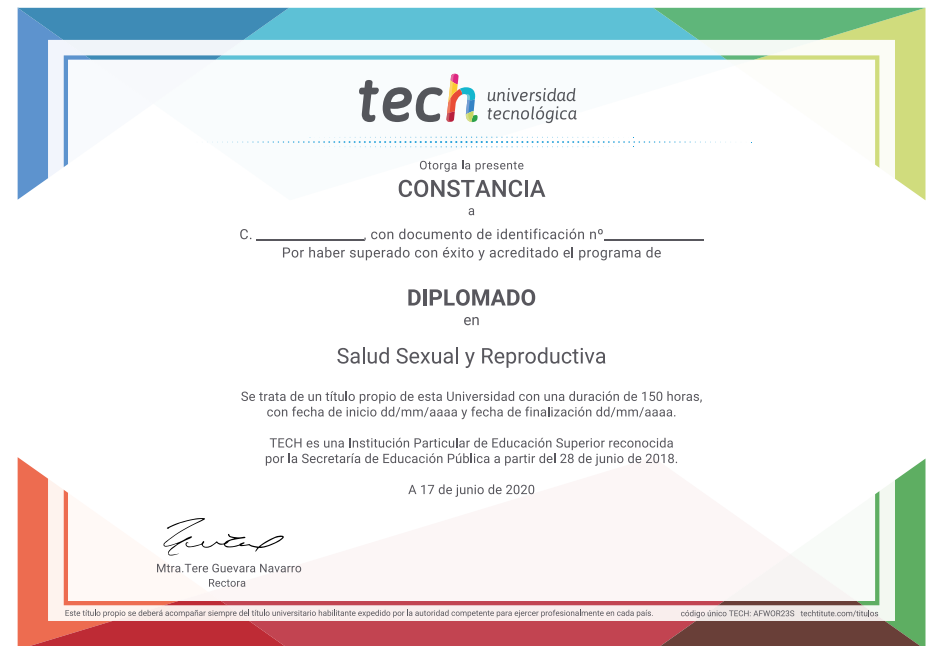 tech universidad
tecnológica
Otorga la presente
CONSTANCIA
a
C. ______________, con documento de identificación nº_____________
Por haber superado con éxito y acreditado el programa de
DIPLOMADO
en
Salud Sexual y Reproductiva
Se trata de un título propio de esta Universidad con una duración de 150 horas,
con fecha de inicio dd/mm/aaaa y fecha de finalización dd/mm/aaaa.
TECH es una Institución Particular de Educación Superior reconocida
por la Secretaría de Educación Pública a partir del 28 de junio de 2018.
A 17 de junio de 2020
Mtra.Tere Guevara Navarro
Rectora
Este título propio se deberá acompañar siempre del título universitario habilitante expedido por la autoridad competente para ejercer profesionalmente en cada país. código único TECH: AFWOR23S techtitute.com/titulos